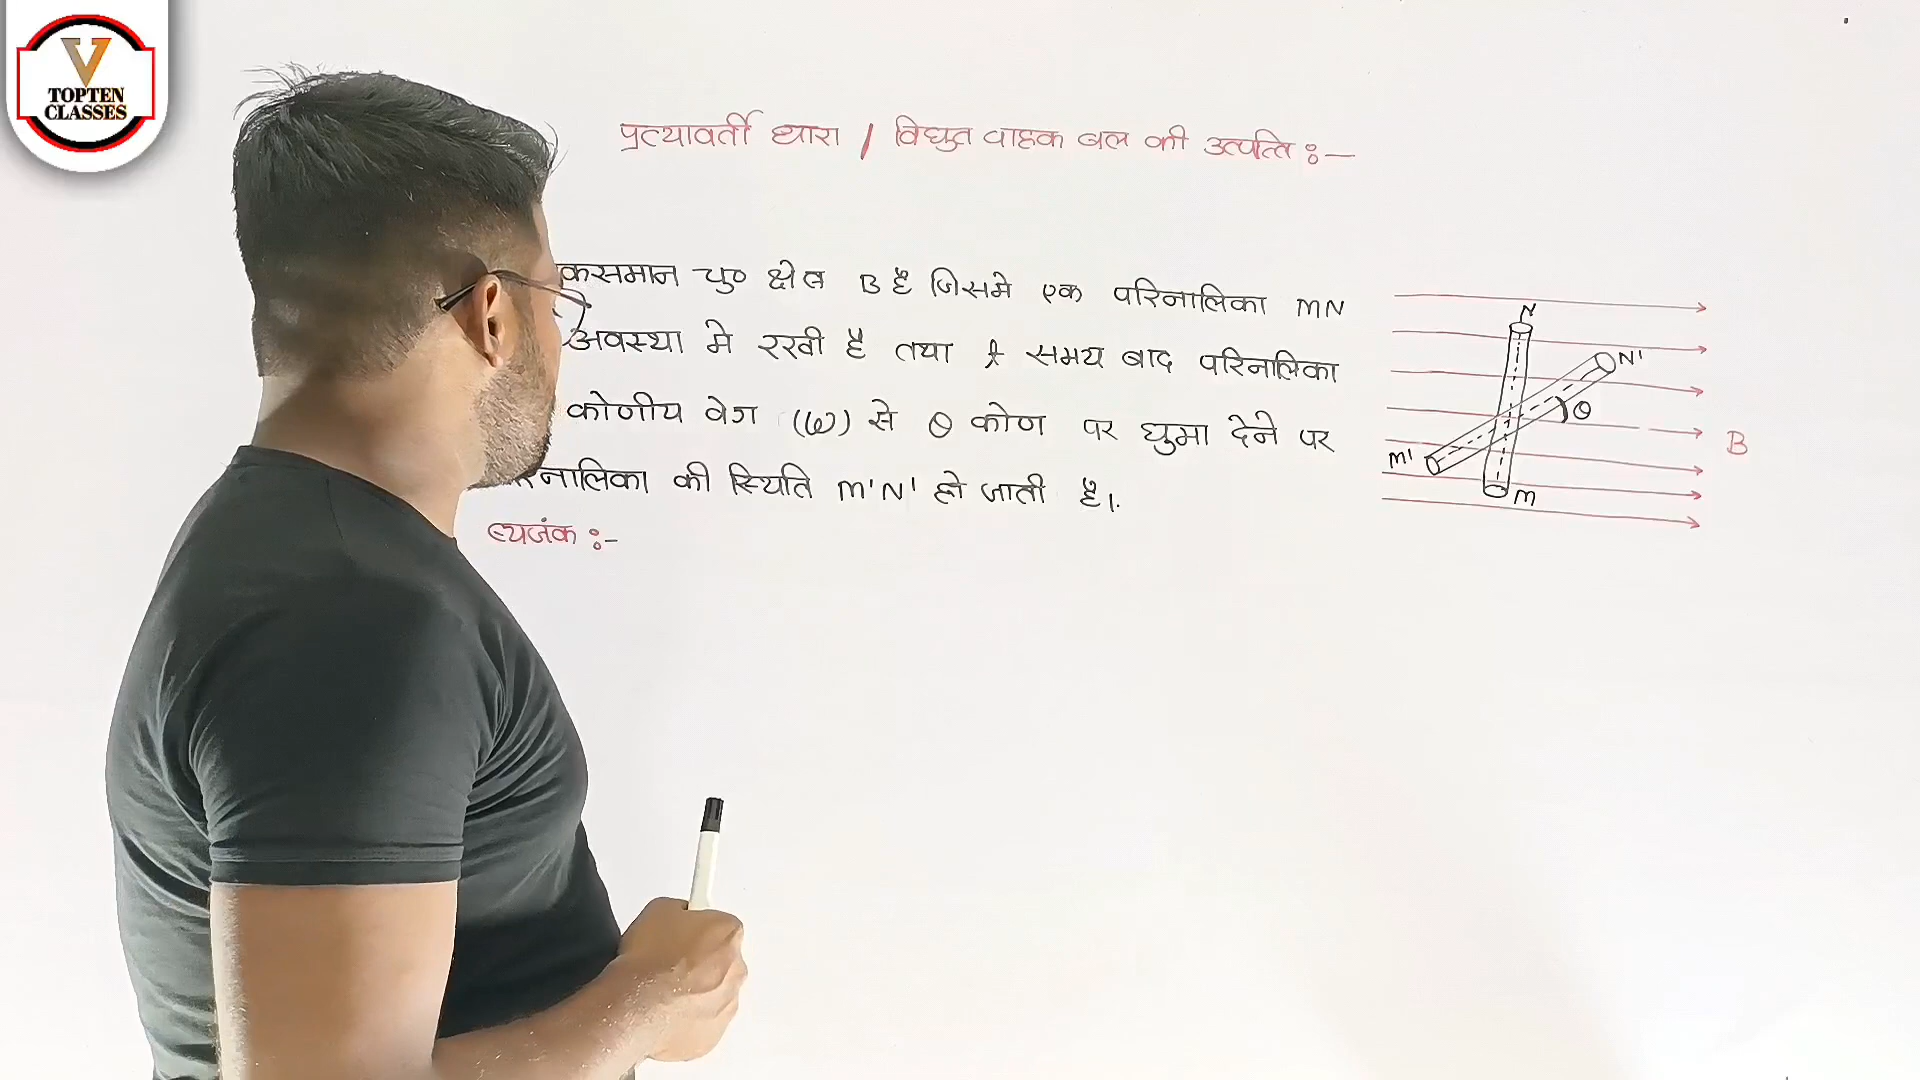 V
TOPTEN
CLASSES
प्रत्यावर्ती धारा / विद्युत वाहक बल की उत्पत्ति :-
कसमान चु० क्षेत्र B है जिसमे एक परिनालिका MN
अवस्था मे रखी है तथा t समय बाद परिनालिका
कोणीय वेग (ω) से θ कोण पर घुमा देने पर
रिनालिका की स्थिति M'N' हो जाती है।.
व्यजंक :-
N
N'
θ
B
M'
M